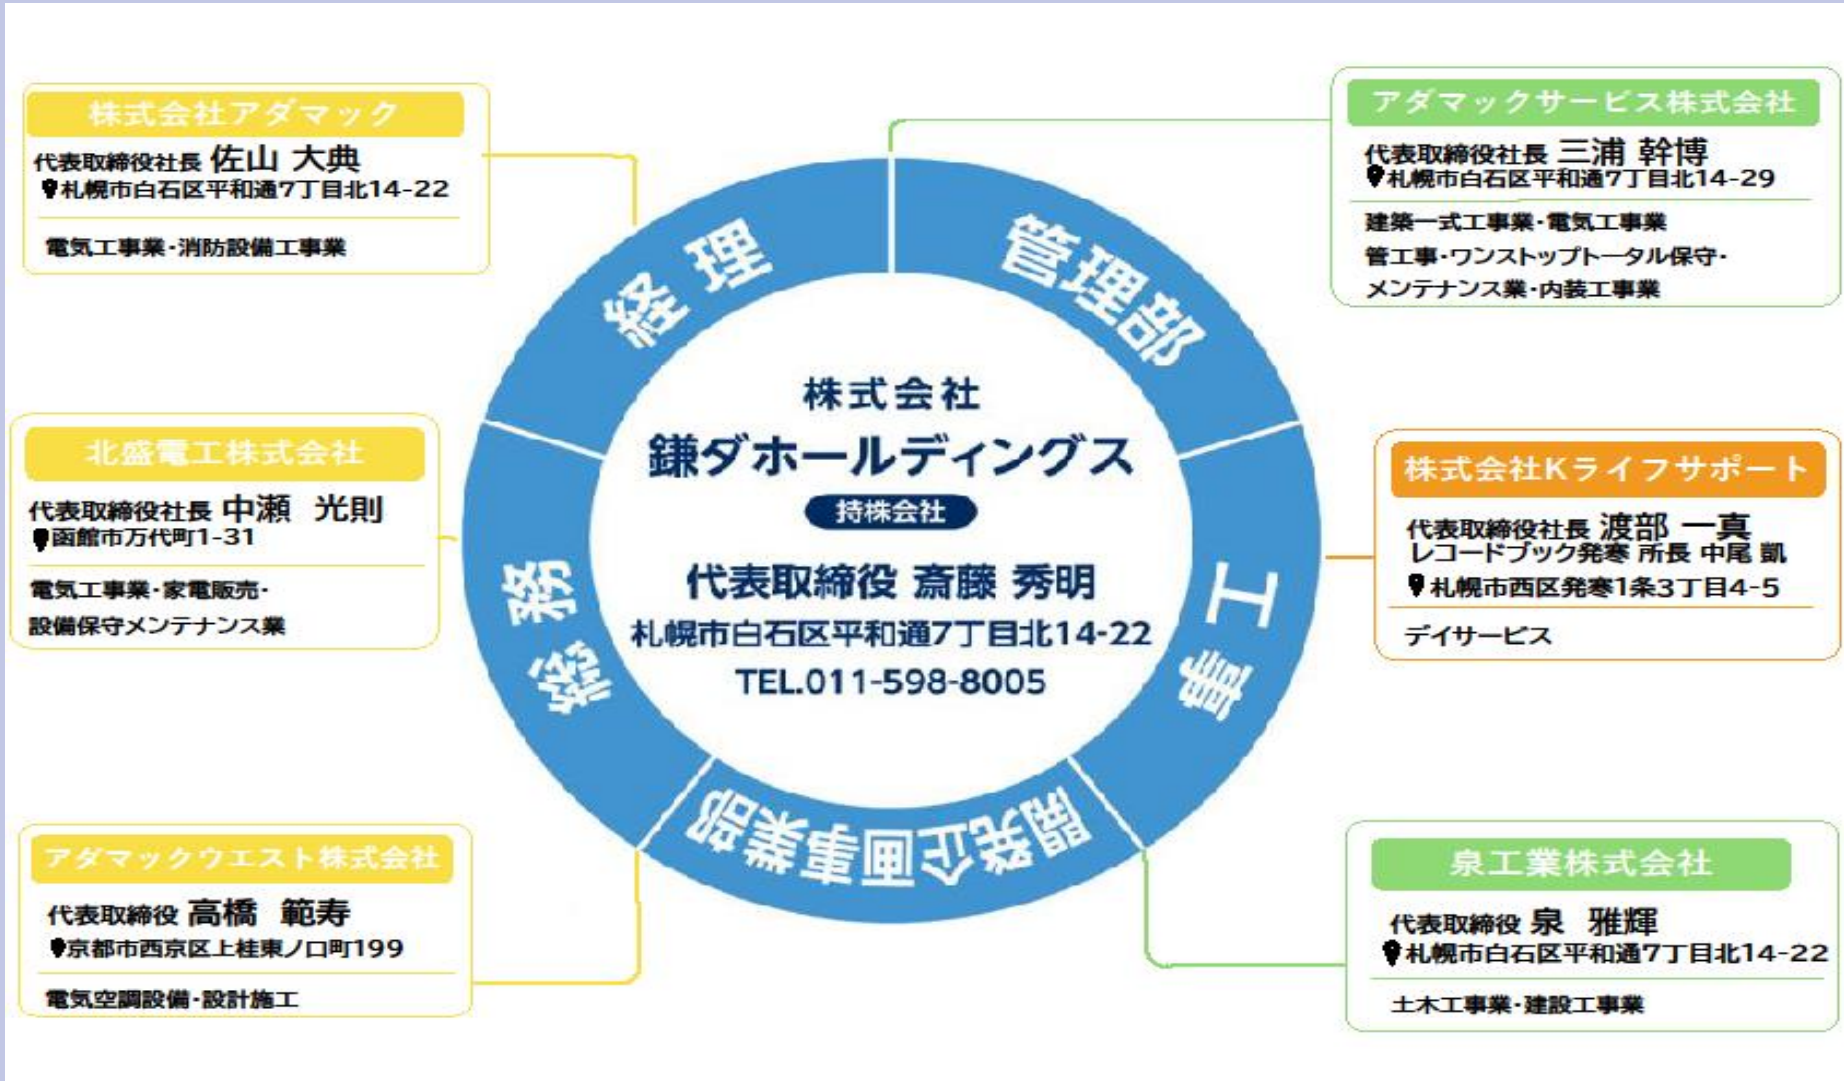 株式会社アダマック
代表取締役社長 佐山 大典
札幌市白石区平和通7丁目北14-22
電気工事業・消防設備工事業
北盛電工株式会社
代表取締役社長 中瀬 光則
函館市万代町1-31
電気工事業・家電販売・
設備保守メンテナンス業
アダマックウエスト株式会社
代表取締役 高橋 範寿
京都市西京区上桂東ノ口町199
電気空調設備・設計施工
経理
管理部
工事
開発企画事業部
総務
株式会社
鎌ダホールディングス
持株会社
代表取締役 斎藤 秀明
札幌市白石区平和通7丁目北14-22
TEL.011-598-8005
アダマックサービス株式会社
代表取締役社長 三浦 幹博
札幌市白石区平和通7丁目北14-29
建築一式工事業・電気工事業
管工事・ワンストップトータル保守・
メンテナンス業・内装工事業
株式会社Kライフサポート
代表取締役社長 渡部 一真
レコードブック発寒 所長 中尾 凱
札幌市西区発寒1条3丁目4-5
デイサービス
泉工業株式会社
代表取締役 泉 雅輝
札幌市白石区平和通7丁目北14-22
土木工事業・建設工事業